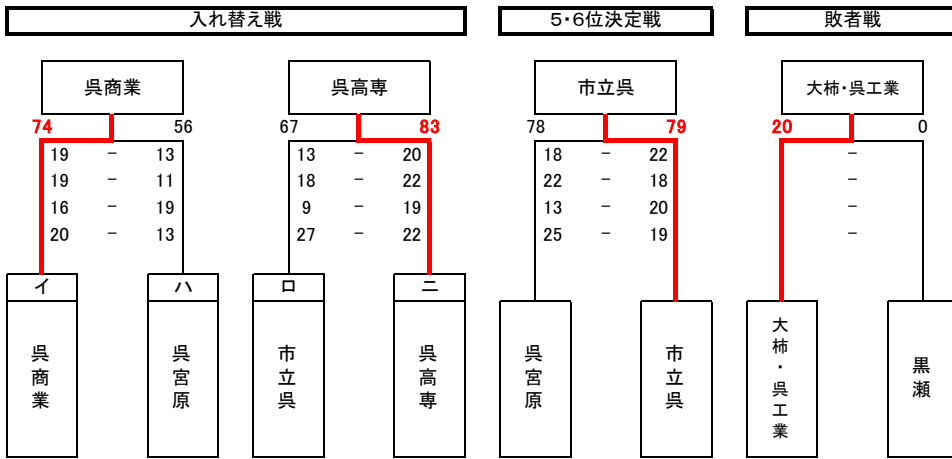 入れ替え戦 5・6位決定戦 敗者戦
呉商業 呉高専 市立呉 大柿・呉工業
74 56 67 83 78 79 20 0
19 - 13 13 - 20 18 - 22 -
19 - 11 18 - 22 22 - 18 -
16 - 19 9 - 19 13 - 20 -
20 - 13 27 - 22 25 - 19 -
イ ハ ロ ニ
呉商業 呉宮原 市立呉 呉高専 呉宮原 市立呉 大柿・呉工業 黒瀬